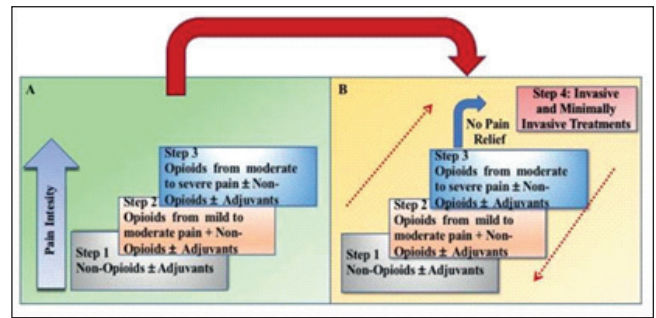 A
Pain Intesity
Step 3
Opioids from moderate
to severe pain ± Non-
Opioids ± Adjuvants
Step 2
Opioids from mild to
moderate pain + Non-
Opioids ± Adjuvants
Step 1
Non-Opioids ± Adjuvants
B
Step 4: Invasive
and Minimally
Invasive Treatments
No Pain
Relief
Step 3
Opioids from moderate
to severe pain ± Non-
Opioids ± Adjuvants
Step 2
Opioids from mild to
moderate pain + Non-
Opioids ± Adjuvants
Step 1
Non-Opioids ± Adjuvants